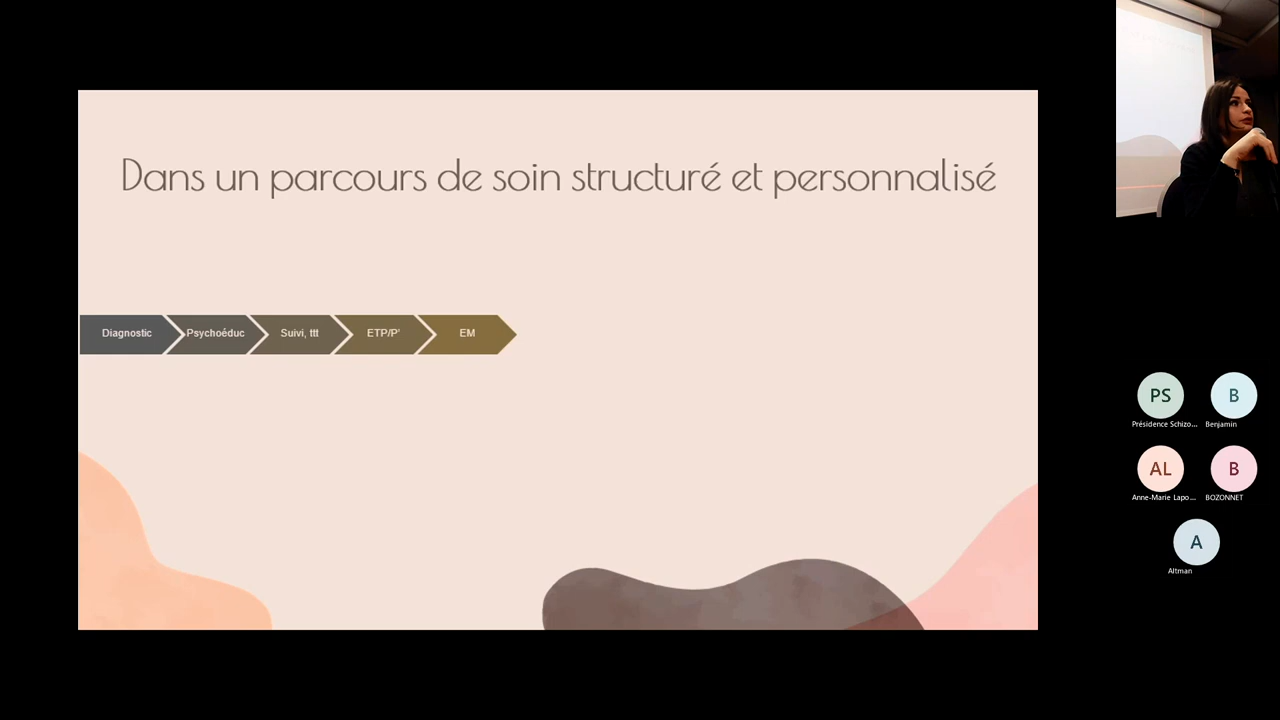 Dans un parcours de soin structuré et personnalisé
Diagnostic
Psychoéduc
Suivi, ttt
ETP/P'
EM
PS
Présidence Schizo...
B
Benjamin
AL
Anne-Marie Lapo...
B
BOZONNET
A
Altman